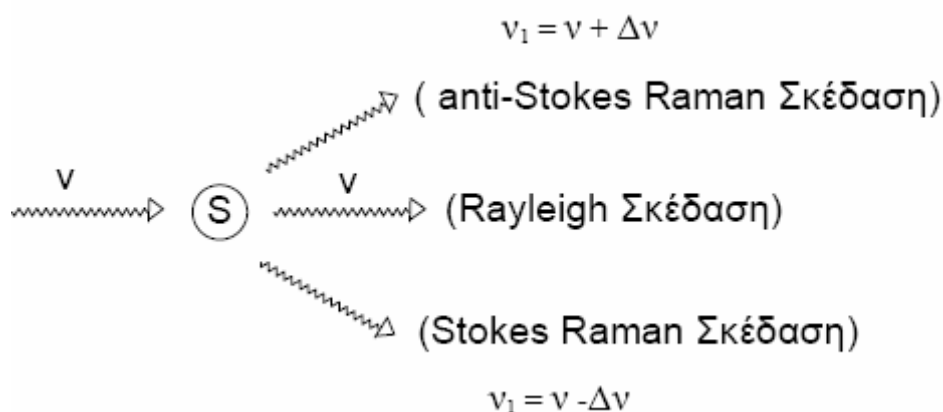 ν₁ = ν + Δν
( anti-Stokes Raman Σκέδαση)
ν
ν
S
(Rayleigh Σκέδαση)
(Stokes Raman Σκέδαση)
ν₁ = ν -Δν